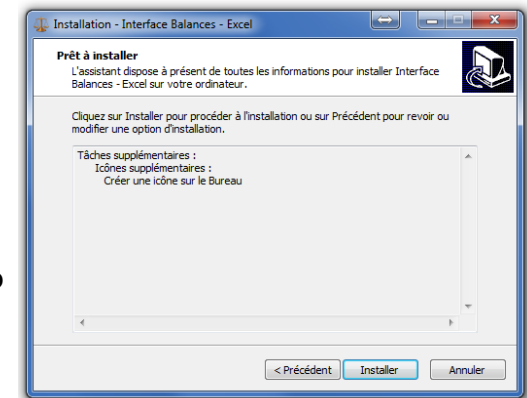 Installation - Interface Balances - Excel
Prêt à installer
L'assistant dispose à présent de toutes les informations pour installer Interface
Balances - Excel sur votre ordinateur.
Cliquez sur Installer pour procéder à l'installation ou sur Précédent pour revoir ou
modifier une option d'installation.
Tâches supplémentaires :
Icônes supplémentaires :
Créer une icône sur le Bureau
< Précédent Installer Annuler